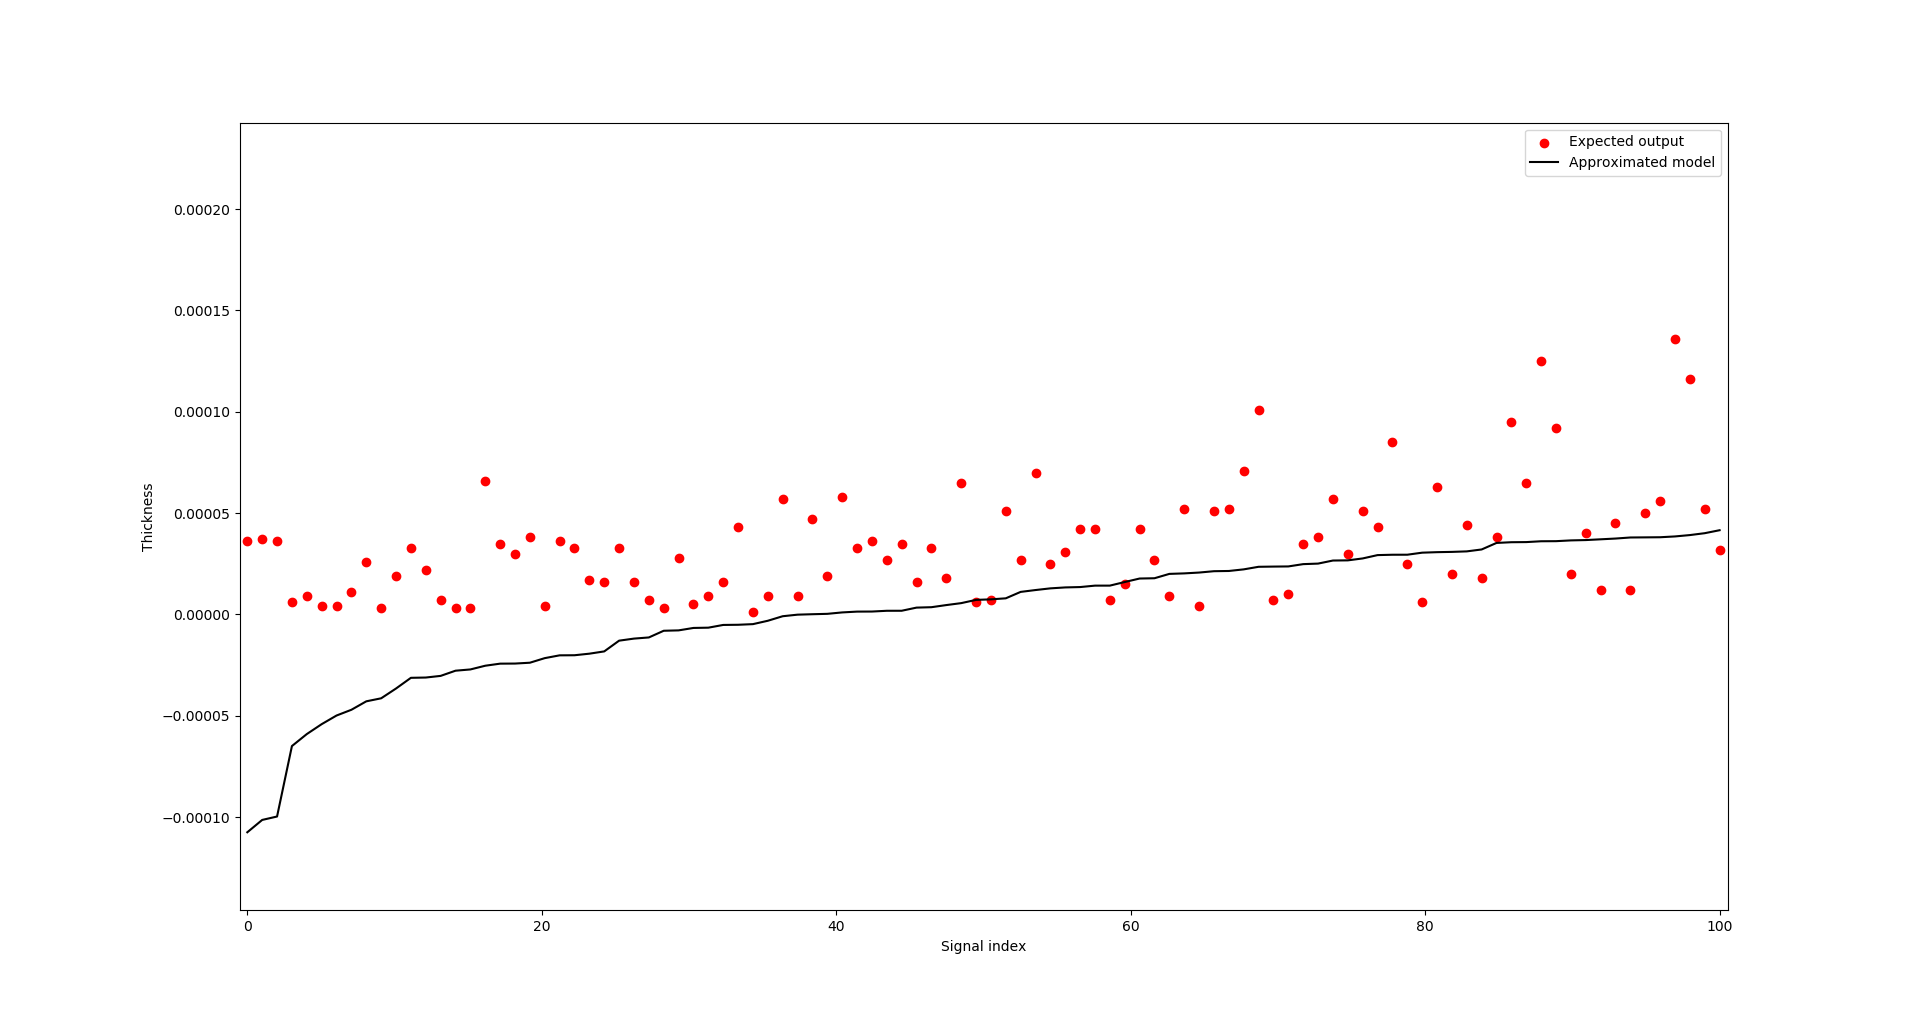 Expected output
Approximated model
0.00020
0.00015
0.00010
0.00005
0.00000
−0.00005
−0.00010
Thickness
0 20 40 60 80 100
Signal index